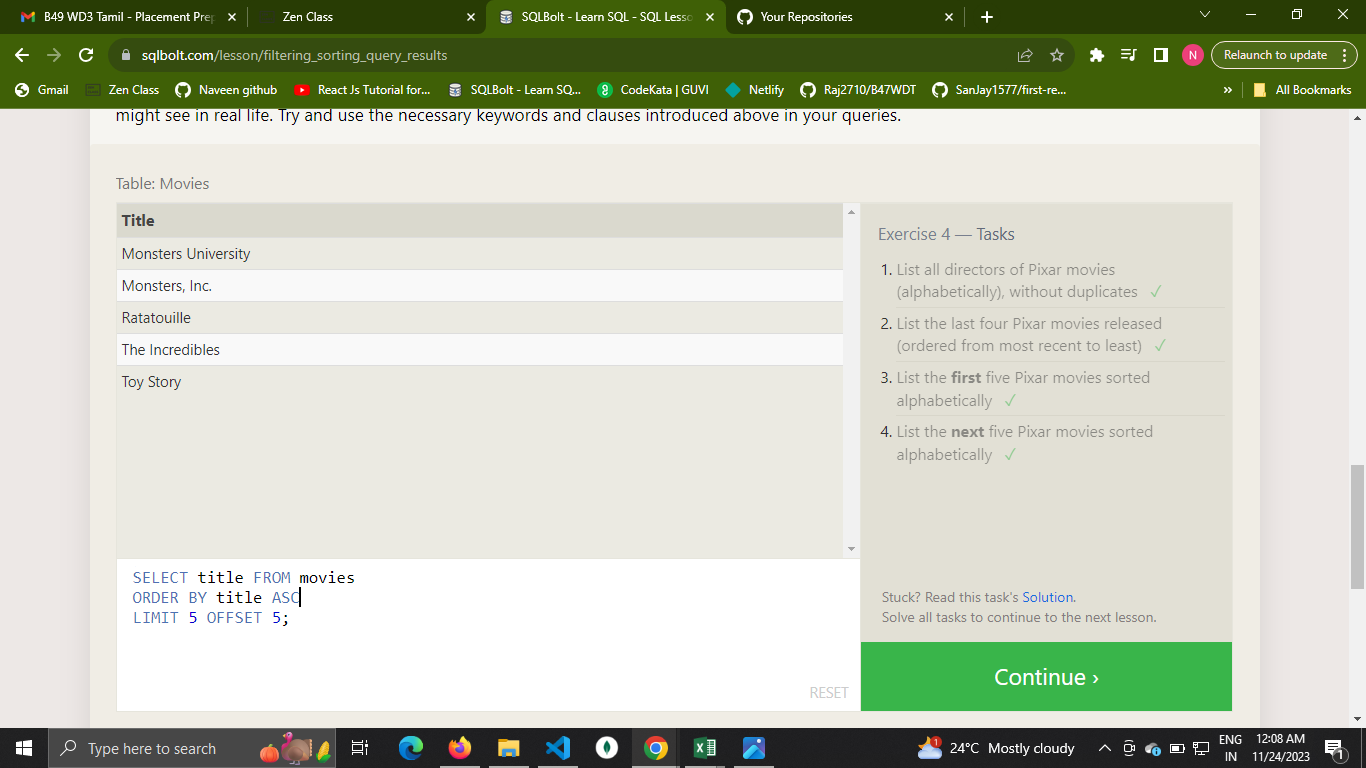 B49 WD3 Tamil - Placement Prep
Zen Class
SQLBolt - Learn SQL - SQL Lesso
Your Repositories
sqlbolt.com/lesson/filtering_sorting_query_results
N
Relaunch to update
Gmail
Zen Class
Naveen github
React Js Tutorial for...
SQLBolt - Learn SQ...
CodeKata | GUVI
Netlify
Raj2710/B47WDT
SanJay1577/first-re...
»
All Bookmarks
might see in real life. Try and use the necessary keywords and clauses introduced above in your queries.
Table: Movies
Title
Monsters University
Monsters, Inc.
Ratatouille
The Incredibles
Toy Story
SELECT title FROM movies
ORDER BY title ASC
LIMIT 5 OFFSET 5;
RESET
Exercise 4 — Tasks
1. List all directors of Pixar movies
(alphabetically), without duplicates ✓
2. List the last four Pixar movies released
(ordered from most recent to least) ✓
3. List the first five Pixar movies sorted
alphabetically ✓
4. List the next five Pixar movies sorted
alphabetically ✓
Stuck? Read this task's Solution.
Solve all tasks to continue to the next lesson.
Continue ›
Type here to search
1
24°C Mostly cloudy
ENG
IN
12:08 AM
11/24/2023
1